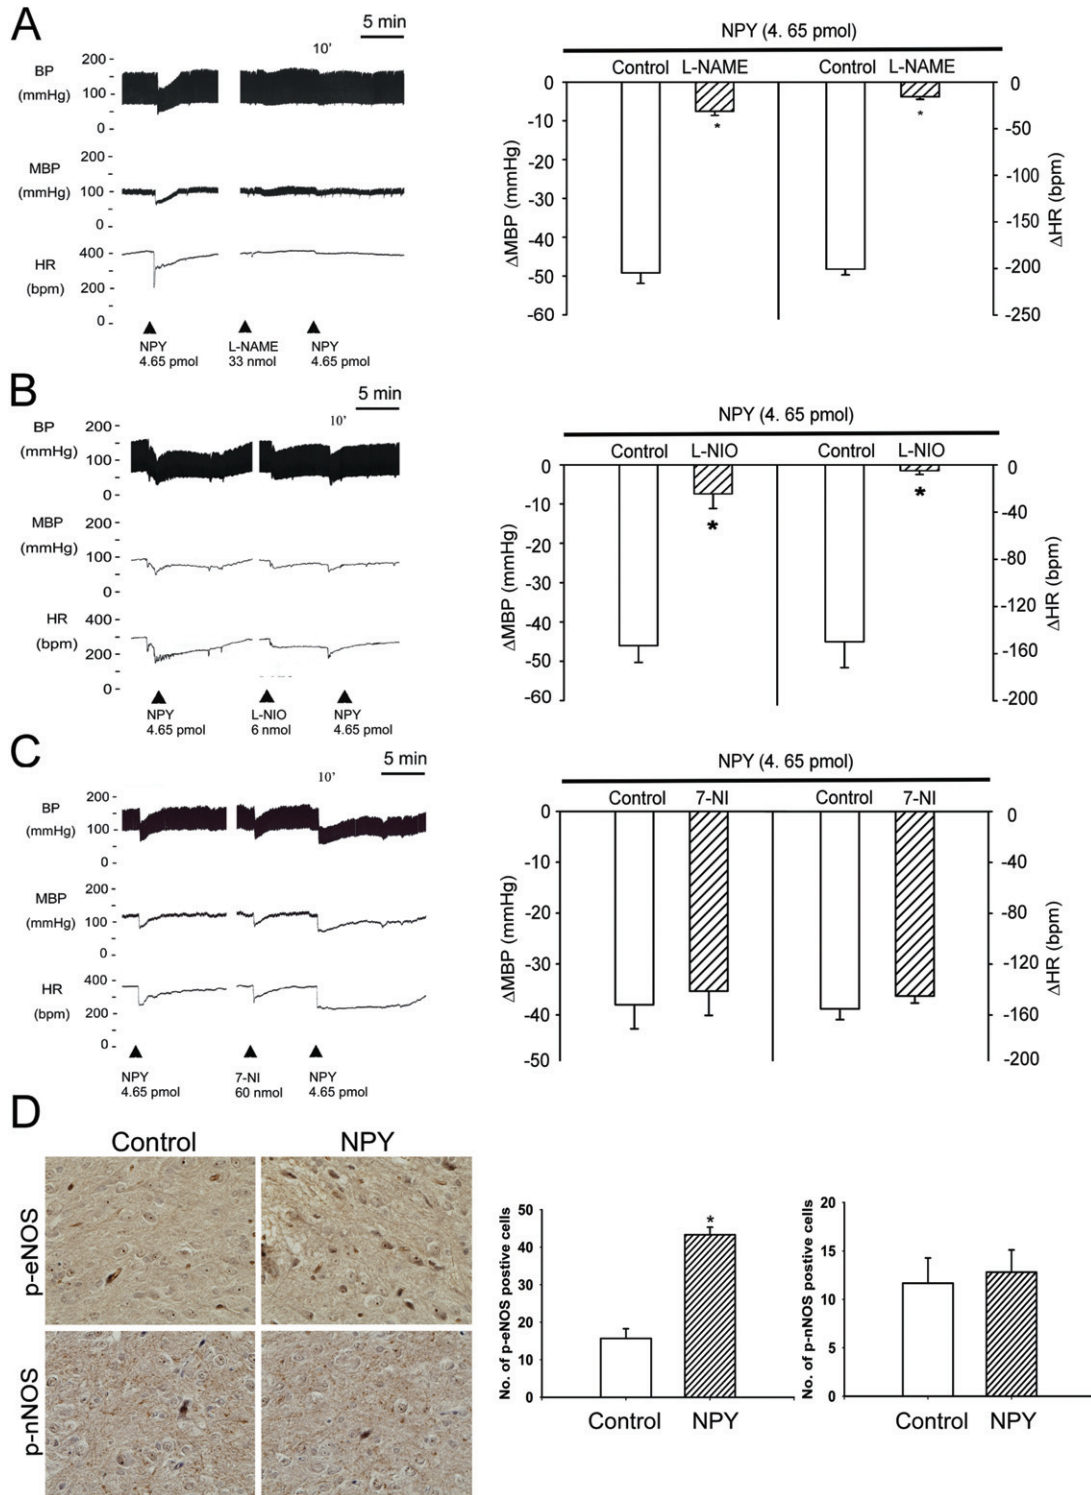 A
5 min
10'
BP
(mmHg)
200
100
0
MBP
(mmHg)
200
100
0
HR
(bpm)
400
200
0
NPY
4.65 pmol
L-NAME
33 nmol
NPY
4.65 pmol
NPY (4. 65 pmol)
Control L-NAME Control L-NAME
ΔMBP (mmHg)
0
-10
-20
-30
-40
-50
-60
* *
0
-50
-100
-150
-200
-250
ΔHR (bpm)
B
5 min
10'
BP
(mmHg)
200
100
0
MBP
(mmHg)
200
100
0
HR
(bpm)
400
200
0
NPY
4.65 pmol
L-NIO
6 nmol
NPY
4.65 pmol
NPY (4. 65 pmol)
Control L-NIO Control L-NIO
ΔMBP (mmHg)
0
-10
-20
-30
-40
-50
-60
* *
0
-40
-80
-120
-160
-200
ΔHR (bpm)
C
5 min
10'
BP
(mmHg)
200
100
0
MBP
(mmHg)
200
100
0
HR
(bpm)
400
200
0
NPY
4.65 pmol
7-NI
60 nmol
NPY
4.65 pmol
NPY (4. 65 pmol)
Control 7-NI Control 7-NI
ΔMBP (mmHg)
0
-10
-20
-30
-40
-50
0
-40
-80
-120
-160
-200
ΔHR (bpm)
D
Control NPY
p-eNOS
p-nNOS
No. of p-eNOS postive cells
50
40
30
20
10
0
*
Control NPY
No. of p-nNOS postive cells
20
15
10
5
0
Control NPY